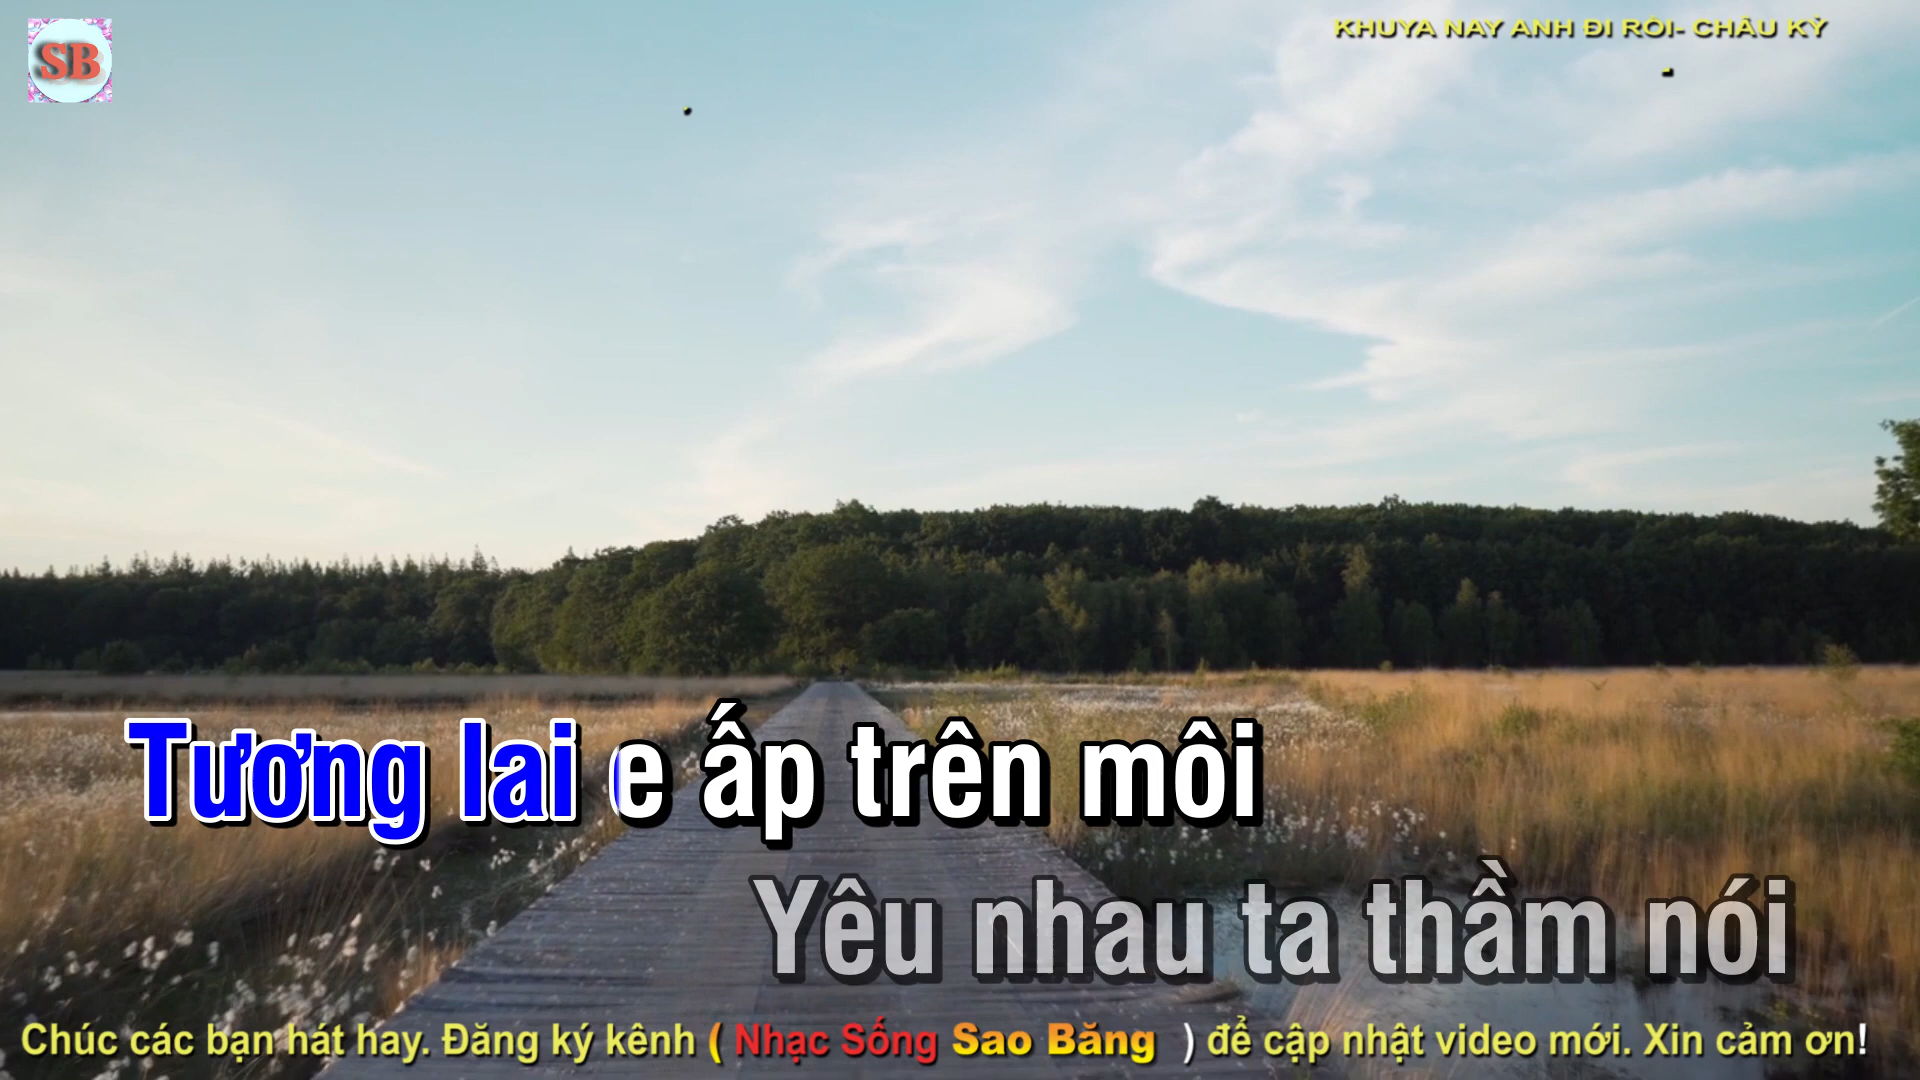 SB
KHUYA NAY ANH ĐI RỒI- CHÂU KỲ
Tương lai e ấp trên môi
Yêu nhau ta thầm nói
Chúc các bạn hát hay. Đăng ký kênh ( Nhạc Sống Sao Băng ) để cập nhật video mới. Xin cảm ơn!